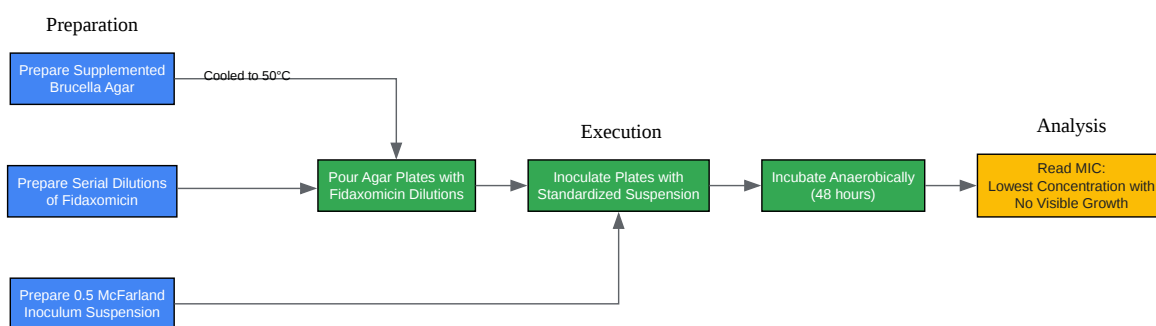 Preparation
Prepare Supplemented
Brucella Agar
Cooled to 50°C
Execution
Analysis
Prepare Serial Dilutions
of Fidaxomicin
Pour Agar Plates with
Fidaxomicin Dilutions
Inoculate Plates with
Standardized Suspension
Incubate Anaerobically
(48 hours)
Read MIC:
Lowest Concentration with
No Visible Growth
Prepare 0.5 McFarland
Inoculum Suspension